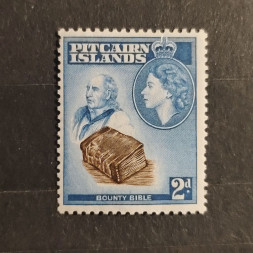 PITCAIRN
ISLANDS
2d
BOUNTY BIBLE